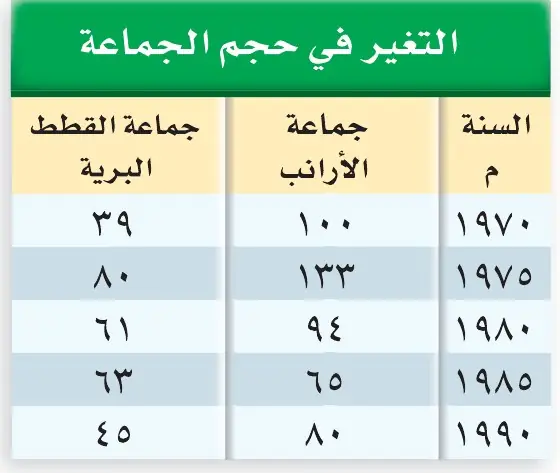 التغير في حجم الجماعة
السنة م جماعة الأرانب جماعة القطط البرية
١٩٧٠ ١٠٠ ٣٩
١٩٧٥ ١٣٣ ٨٠
١٩٨٠ ٩٤ ٦١
١٩٨٥ ٦٥ ٦٣
١٩٩٠ ٨٠ ٤٥